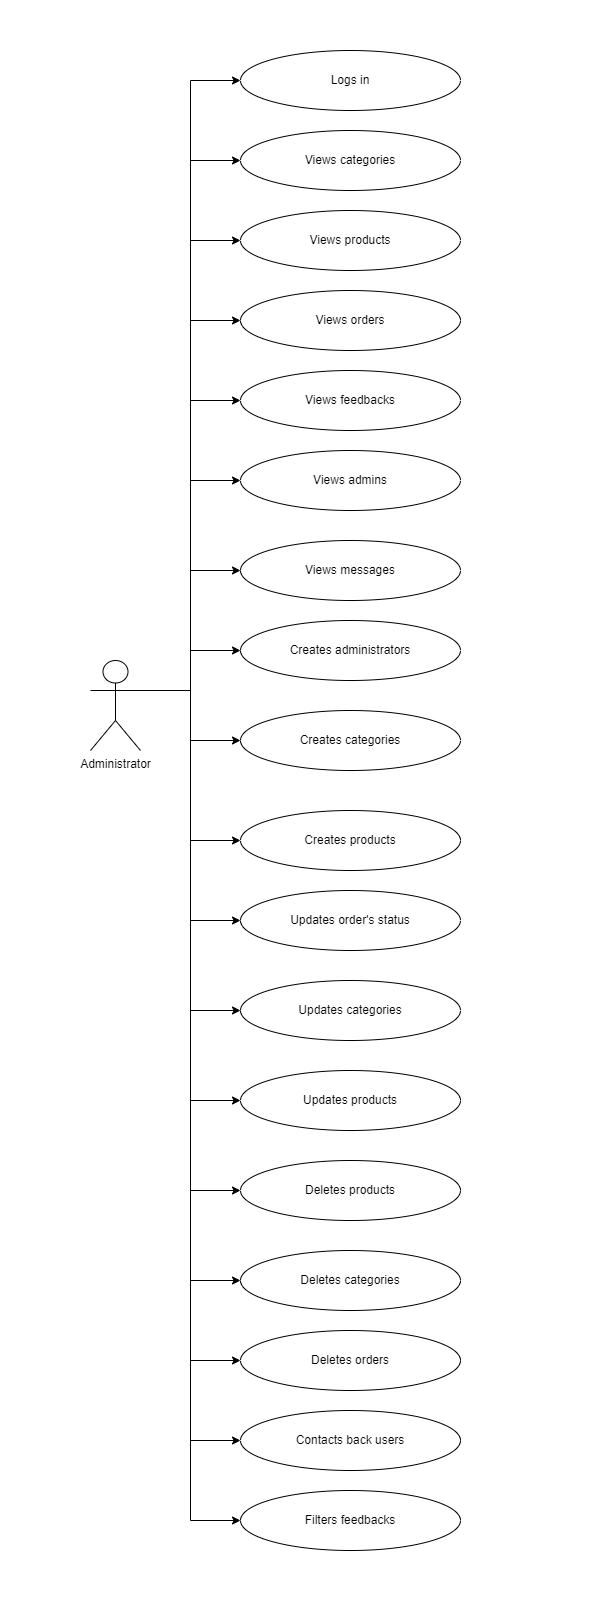 Logs in
Views categories
Views products
Views orders
Views feedbacks
Views admins
Views messages
Creates administrators
Administrator
Creates categories
Creates products
Updates order's status
Updates categories
Updates products
Deletes products
Deletes categories
Deletes orders
Contacts back users
Filters feedbacks